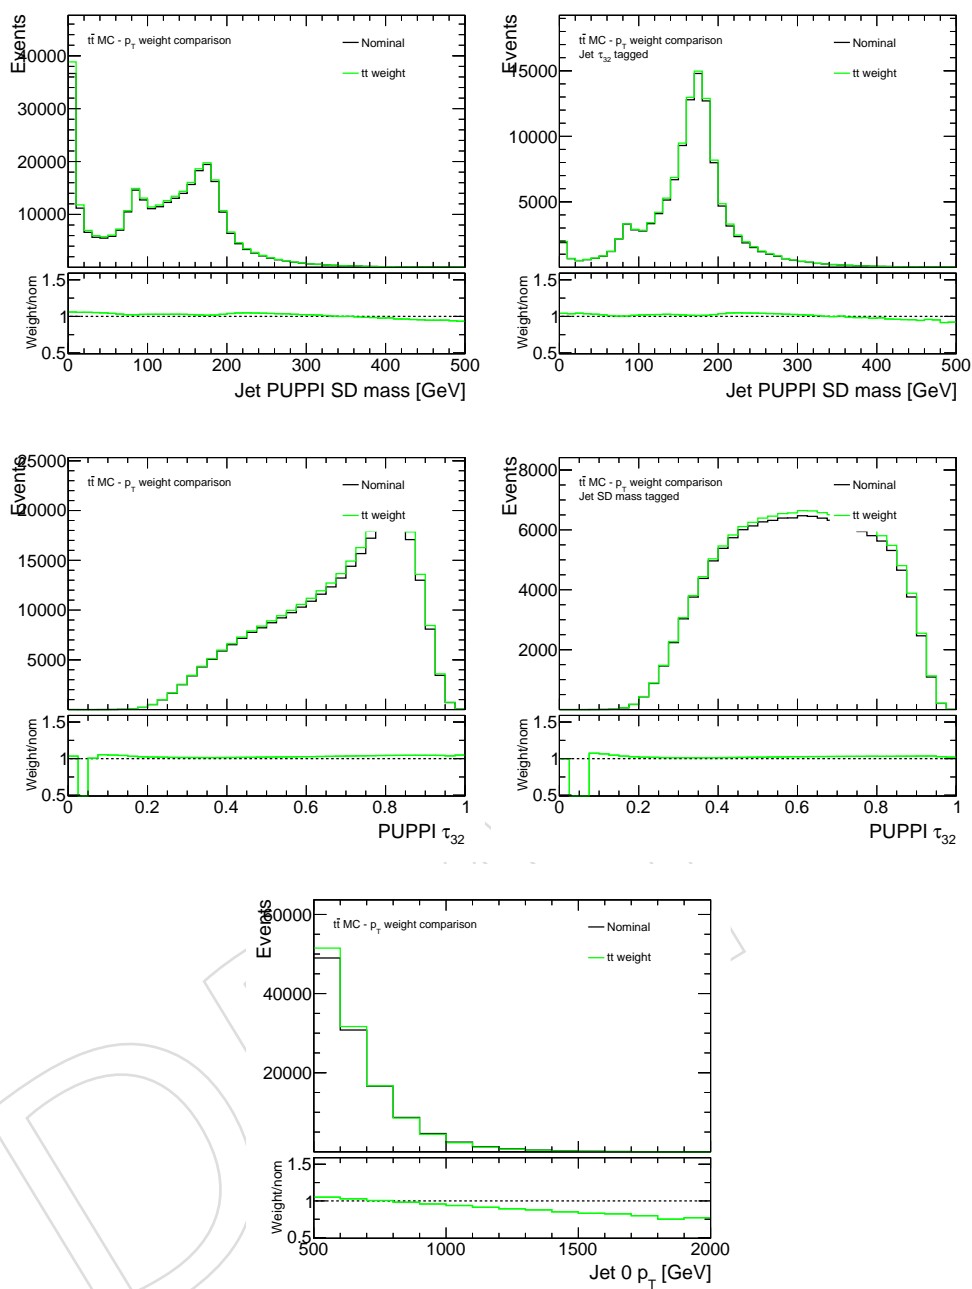 Events
tt̄ MC - p_T weight comparison
Nominal
tt weight
40000
30000
20000
10000
Weight/nom
1.5
1
0.5
0 100 200 300 400 500
Jet PUPPI SD mass [GeV]
Events
tt̄ MC - p_T weight comparison
Jet τ_32 tagged
Nominal
tt weight
15000
10000
5000
Weight/nom
1.5
1
0.5
0 100 200 300 400 500
Jet PUPPI SD mass [GeV]
Events
25000
tt̄ MC - p_T weight comparison
Nominal
tt weight
20000
15000
10000
5000
Weight/nom
1.5
1
0.5
0 0.2 0.4 0.6 0.8 1
PUPPI τ_32
Events
8000
tt̄ MC - p_T weight comparison
Jet SD mass tagged
Nominal
tt weight
6000
4000
2000
Weight/nom
1.5
1
0.5
0 0.2 0.4 0.6 0.8 1
PUPPI τ_32
Events
60000
tt̄ MC - p_T weight comparison
Nominal
tt weight
40000
20000
Weight/nom
1.5
1
0.5
500 1000 1500 2000
Jet 0 p_T [GeV]